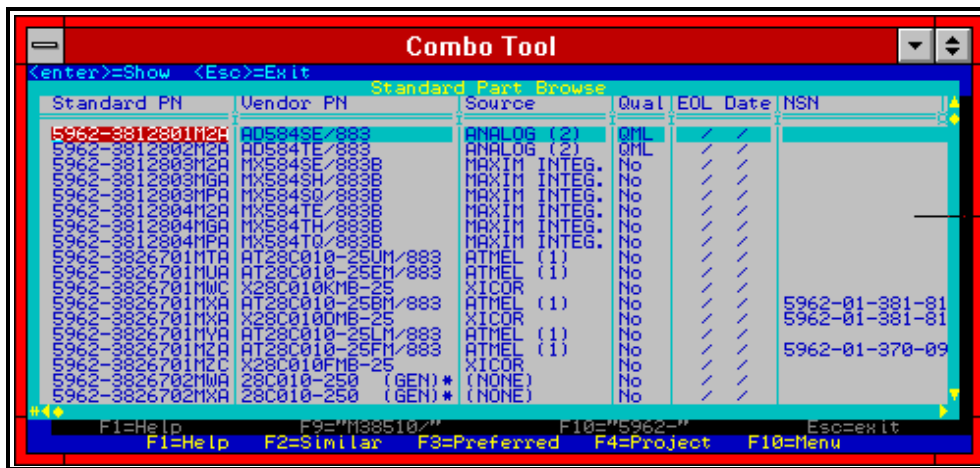 Combo Tool
<enter>=Show <Esc>=Exit
Standard Part Browse
Standard PN Vendor PN Source Qual EOL Date NSN
5962-3812801M2A AD584SE/883 ANALOG (2) QML / /
5962-3812802M2A AD584TE/883 ANALOG (2) QML / /
5962-3812803M2A MX584SE/883B MAXIM INTEG. No / /
5962-3812803MGA MX584SH/883B MAXIM INTEG. No / /
5962-3812803MPA MX584SQ/883B MAXIM INTEG. No / /
5962-3812804M2A MX584TE/883B MAXIM INTEG. No / /
5962-3812804MGA MX584TH/883B MAXIM INTEG. No / /
5962-3812804MPA MX584TQ/883B MAXIM INTEG. No / /
5962-3826701MTA AT28C010-25UM/883 ATMEL (1) No / /
5962-3826701MUA AT28C010-25EM/883 ATMEL (1) No / /
5962-3826701MWC X28C010KMB-25 XICOR No / /
5962-3826701MXA AT28C010-25BM/883 ATMEL (1) No / / 5962-01-381-81
5962-3826701MXA X28C010DMB-25 XICOR No / / 5962-01-381-81
5962-3826701MYA AT28C010-25LM/883 ATMEL (1) No / /
5962-3826701MZA AT28C010-25FM/883 ATMEL (1) No / / 5962-01-370-09
5962-3826701MZC X28C010FMB-25 XICOR No / /
5962-3826702MWA 28C010-250 (GEN)* (NONE) No / /
5962-3826702MXA 28C010-250 (GEN)* (NONE) No / /
F1=Help F9="M38510/" F10="5962-" Esc=exit
F1=Help F2=Similar F3=Preferred F4=Project F10=Menu